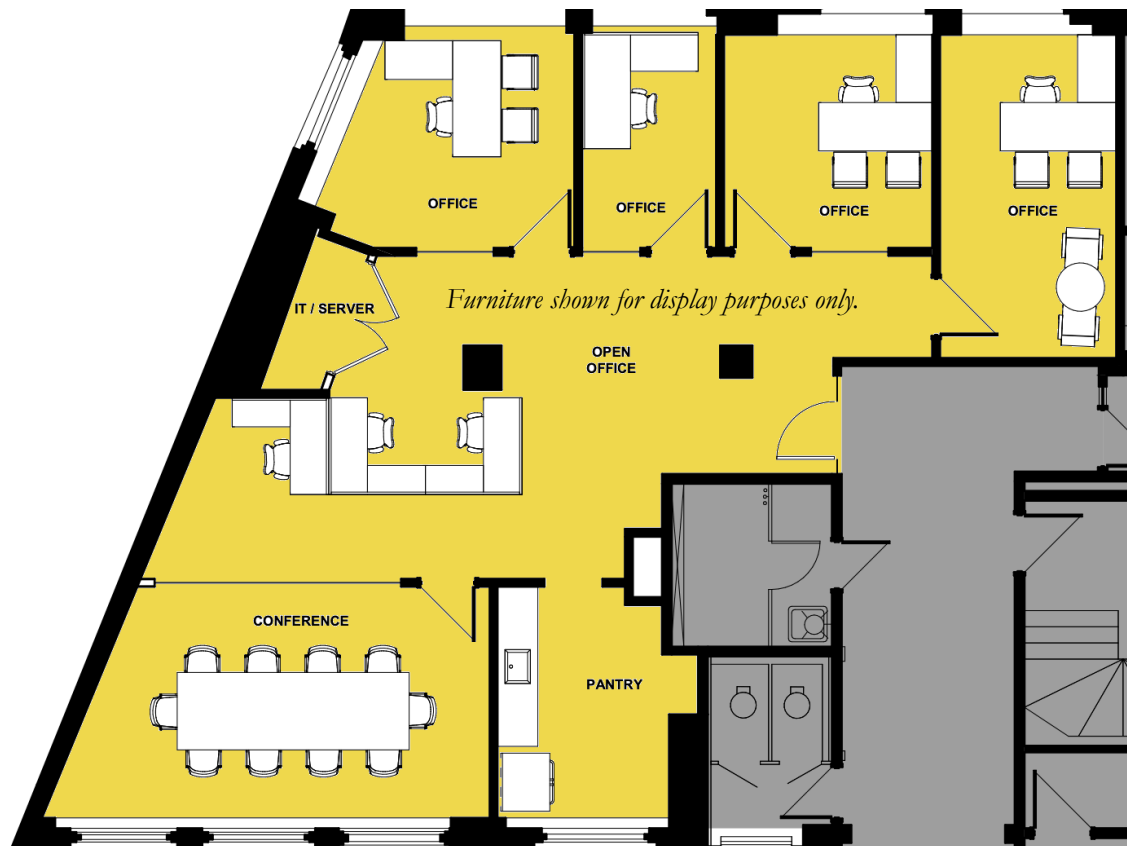 OFFICE
OFFICE
OFFICE
OFFICE
Furniture shown for display purposes only.
IT / SERVER
OPEN
OFFICE
CONFERENCE
PANTRY